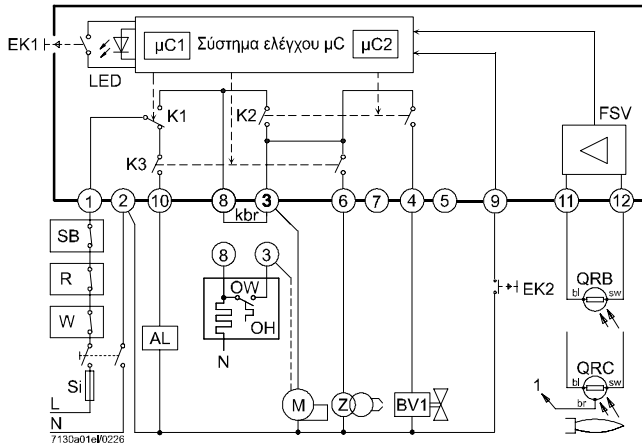 EK1
LED
μC1
Σύστημα ελέγχου μC
μC2
K1
K2
K3
FSV
1
2
10
8
3
6
7
4
5
9
11
12
kbr
SB
R
W
Si
L
N
AL
8
3
OW
OH
N
M
Z
BV1
EK2
QRB
bl
sw
QRC
bl
sw
br
1
7130a01el/0226